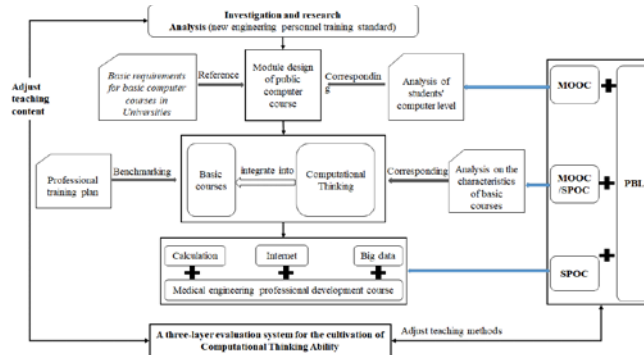 Investigation and research
Analysis (new engineering personnel training standard)
Adjust
teaching
content
Basic requirements
for basic computer
courses in
Universities
Reference
Module design
of public
computer
course
Correspondin
g
Analysis of
students'
computer level
MOOC
Professional
training plan
Benchmarking
Basic
courses
integrate into
Computational
Thinking
Corresponding
Analysis on the
characteristics
of basic
courses
MOOC
/SPOC
PBL
Calculation
Internet
Big data
Medical engineering professional development course
SPOC
A three-layer evaluation system for the cultivation of
Computational Thinking Ability
Adjust teaching methods